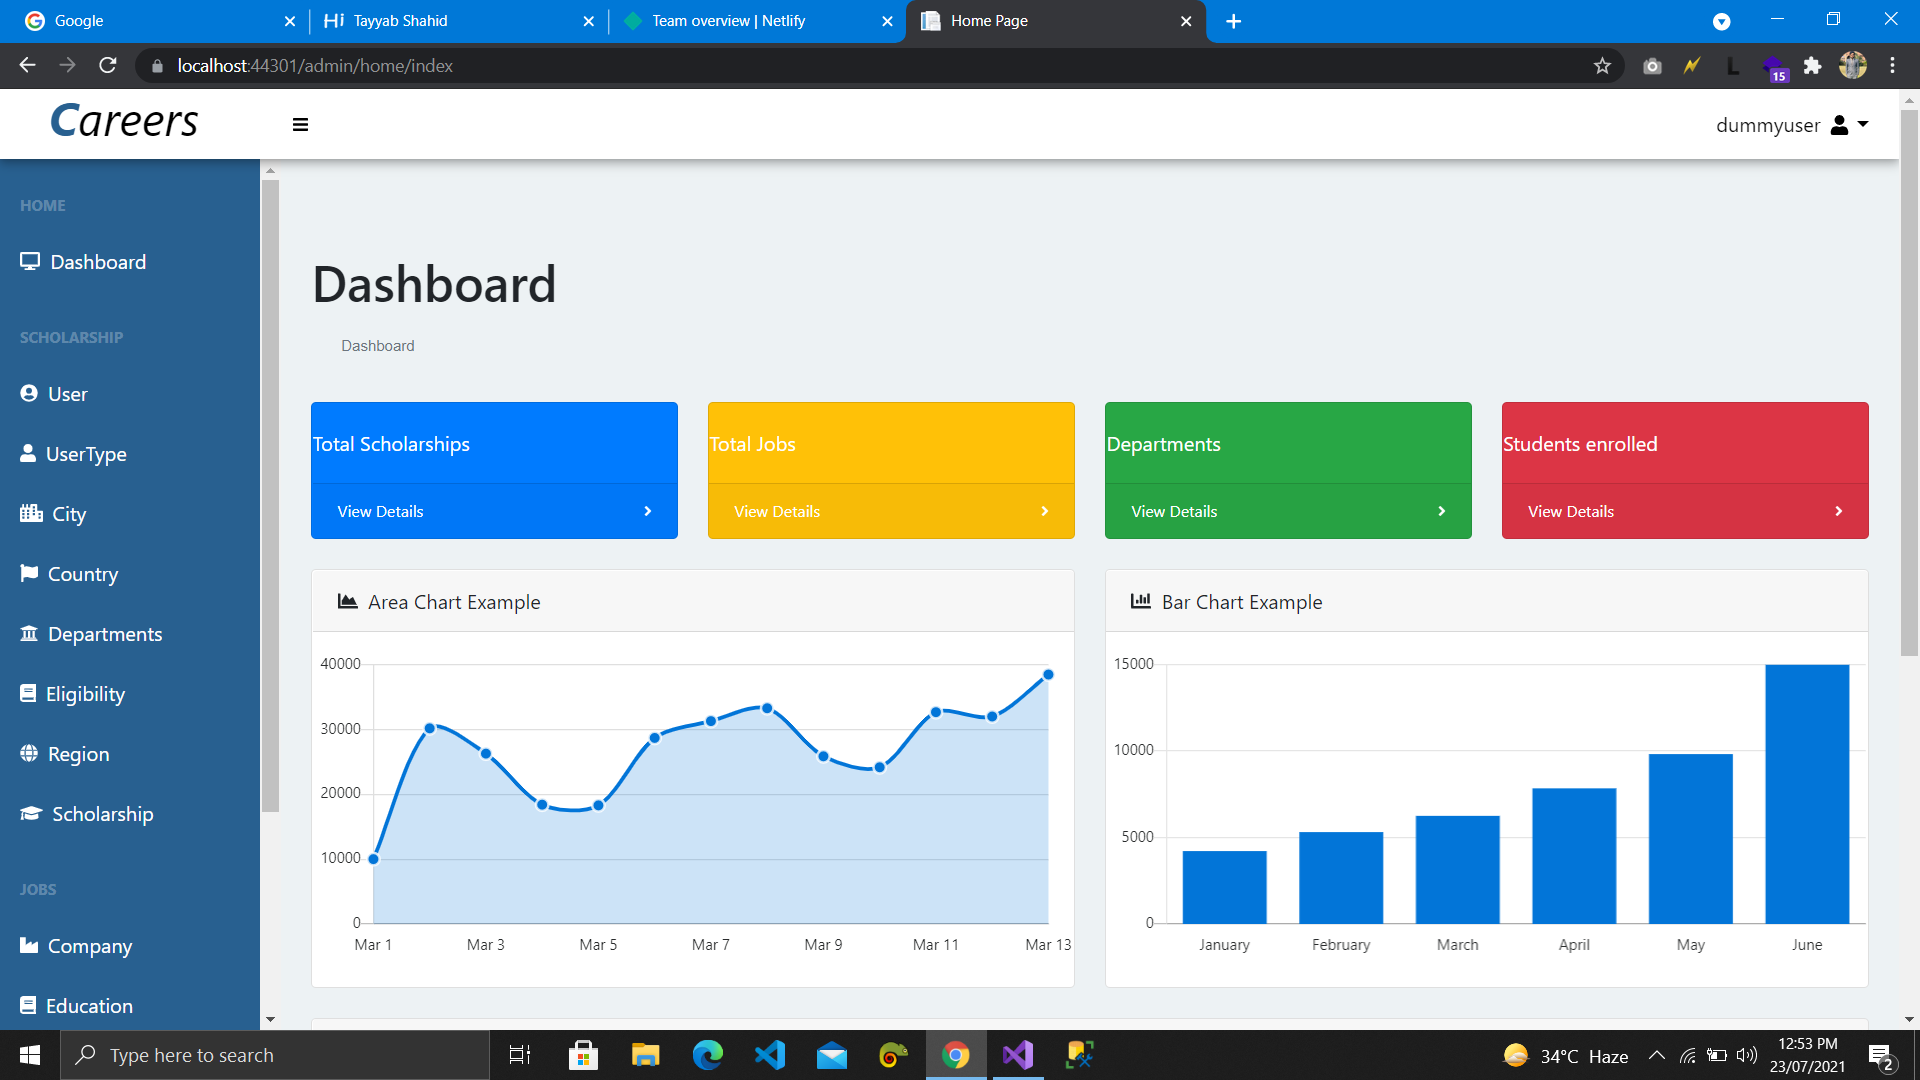 Google
Hi Tayyab Shahid
Team overview | Netlify
Home Page
localhost:44301/admin/home/index
L
15
Careers
dummyuser
HOME
Dashboard
SCHOLARSHIP
User
UserType
City
Country
Departments
Eligibility
Region
Scholarship
JOBS
Company
Education
Dashboard
Dashboard
Total Scholarships
View Details
Total Jobs
View Details
Departments
View Details
Students enrolled
View Details
Area Chart Example
40000
30000
20000
10000
0
Mar 1 Mar 3 Mar 5 Mar 7 Mar 9 Mar 11 Mar 13
Bar Chart Example
15000
10000
5000
0
January February March April May June
Type here to search
34°C Haze
12:53 PM
23/07/2021
2